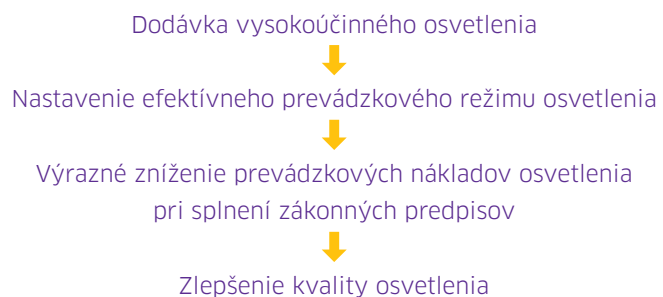 Dodávka vysokoúčinného osvetlenia
Nastavenie efektívneho prevádzkového režimu osvetlenia
Výrazné zníženie prevádzkových nákladov osvetlenia
pri splnení zákonných predpisov
Zlepšenie kvality osvetlenia